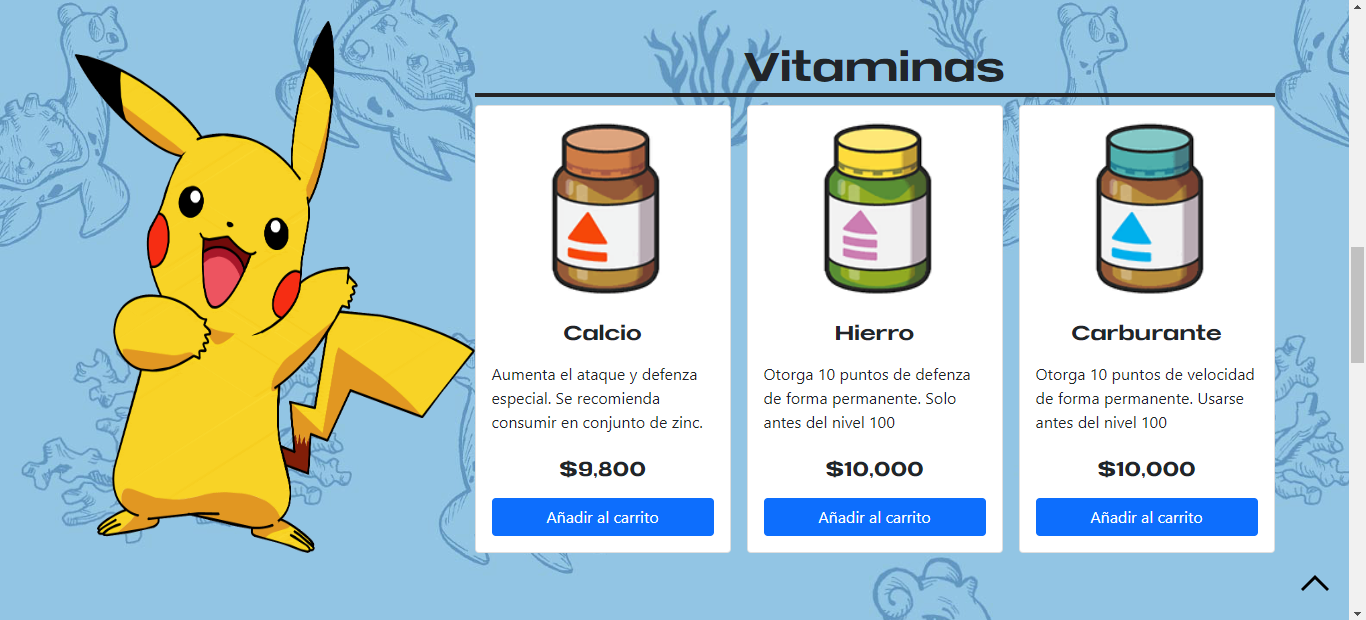 Vitaminas
Calcio
Aumenta el ataque y defenza
especial. Se recomienda
consumir en conjunto de zinc.
$9,800
Añadir al carrito
Hierro
Otorga 10 puntos de defenza
de forma permanente. Solo
antes del nivel 100
$10,000
Añadir al carrito
Carburante
Otorga 10 puntos de velocidad
de forma permanente. Usarse
antes del nivel 100
$10,000
Añadir al carrito